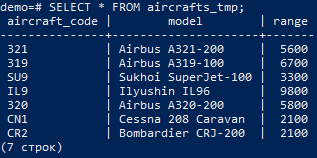 demo=# SELECT * FROM aircrafts_tmp;
 aircraft_code |        model        | range
---------------+---------------------+-------
 321           | Airbus A321-200     |  5600
 319           | Airbus A319-100     |  6700
 SU9           | Sukhoi SuperJet-100 |  3300
 IL9           | Ilyushin IL96       |  9800
 320           | Airbus A320-200     |  5800
 CN1           | Cessna 208 Caravan  |  2100
 CR2           | Bombardier CRJ-200  |  2100
(7 строк)